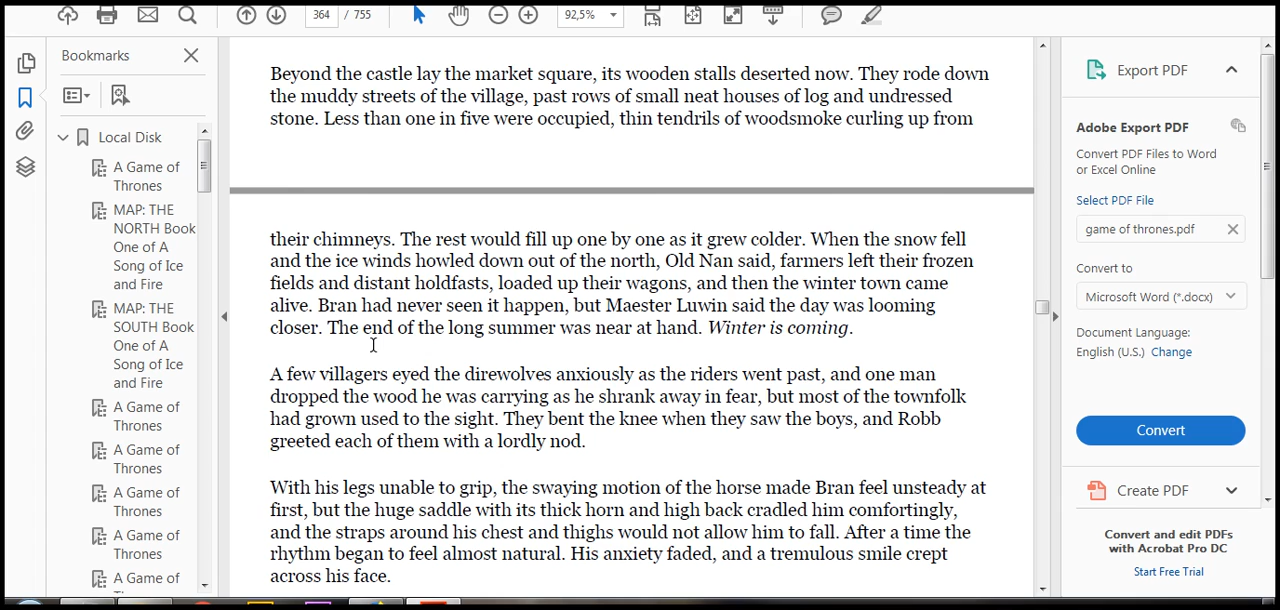 364 / 755
92,5%
Bookmarks
Local Disk
A Game of
Thrones
MAP: THE
NORTH Book
One of A
Song of Ice
and Fire
MAP: THE
SOUTH Book
One of A
Song of Ice
and Fire
A Game of
Thrones
A Game of
Thrones
A Game of
Thrones
A Game of
Thrones
A Game of
Beyond the castle lay the market square, its wooden stalls deserted now. They rode down
the muddy streets of the village, past rows of small neat houses of log and undressed
stone. Less than one in five were occupied, thin tendrils of woodsmoke curling up from
their chimneys. The rest would fill up one by one as it grew colder. When the snow fell
and the ice winds howled down out of the north, Old Nan said, farmers left their frozen
fields and distant holdfasts, loaded up their wagons, and then the winter town came
alive. Bran had never seen it happen, but Maester Luwin said the day was looming
closer. The end of the long summer was near at hand. Winter is coming.
A few villagers eyed the direwolves anxiously as the riders went past, and one man
dropped the wood he was carrying as he shrank away in fear, but most of the townfolk
had grown used to the sight. They bent the knee when they saw the boys, and Robb
greeted each of them with a lordly nod.
With his legs unable to grip, the swaying motion of the horse made Bran feel unsteady at
first, but the huge saddle with its thick horn and high back cradled him comfortingly,
and the straps around his chest and thighs would not allow him to fall. After a time the
rhythm began to feel almost natural. His anxiety faded, and a tremulous smile crept
across his face.
Export PDF
Adobe Export PDF
Convert PDF Files to Word
or Excel Online
Select PDF File
game of thrones.pdf
Convert to
Microsoft Word (*.docx)
Document Language:
English (U.S.) Change
Convert
Create PDF
Convert and edit PDFs
with Acrobat Pro DC
Start Free Trial